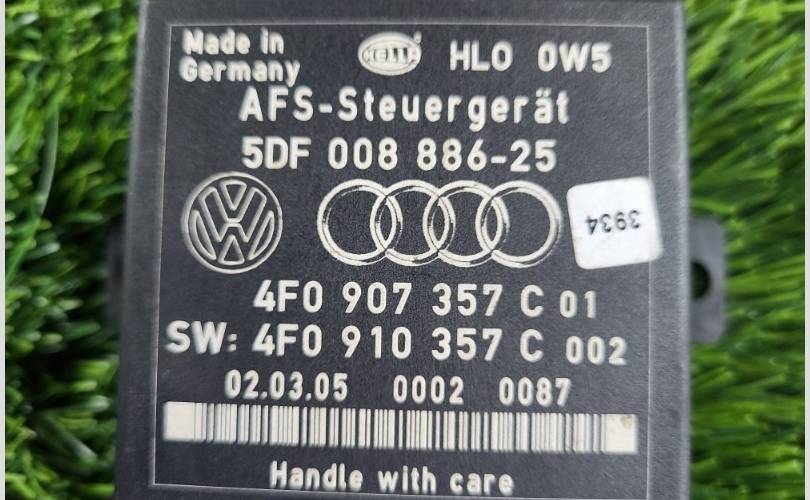 Made in
Germany
HELLA
HLO 0W5
AFS-Steuergerät
5DF 008 886-25
3934
4F0 907 357 C 01
SW: 4F0 910 357 C 002
02.03.05 0002 0087
Handle with care